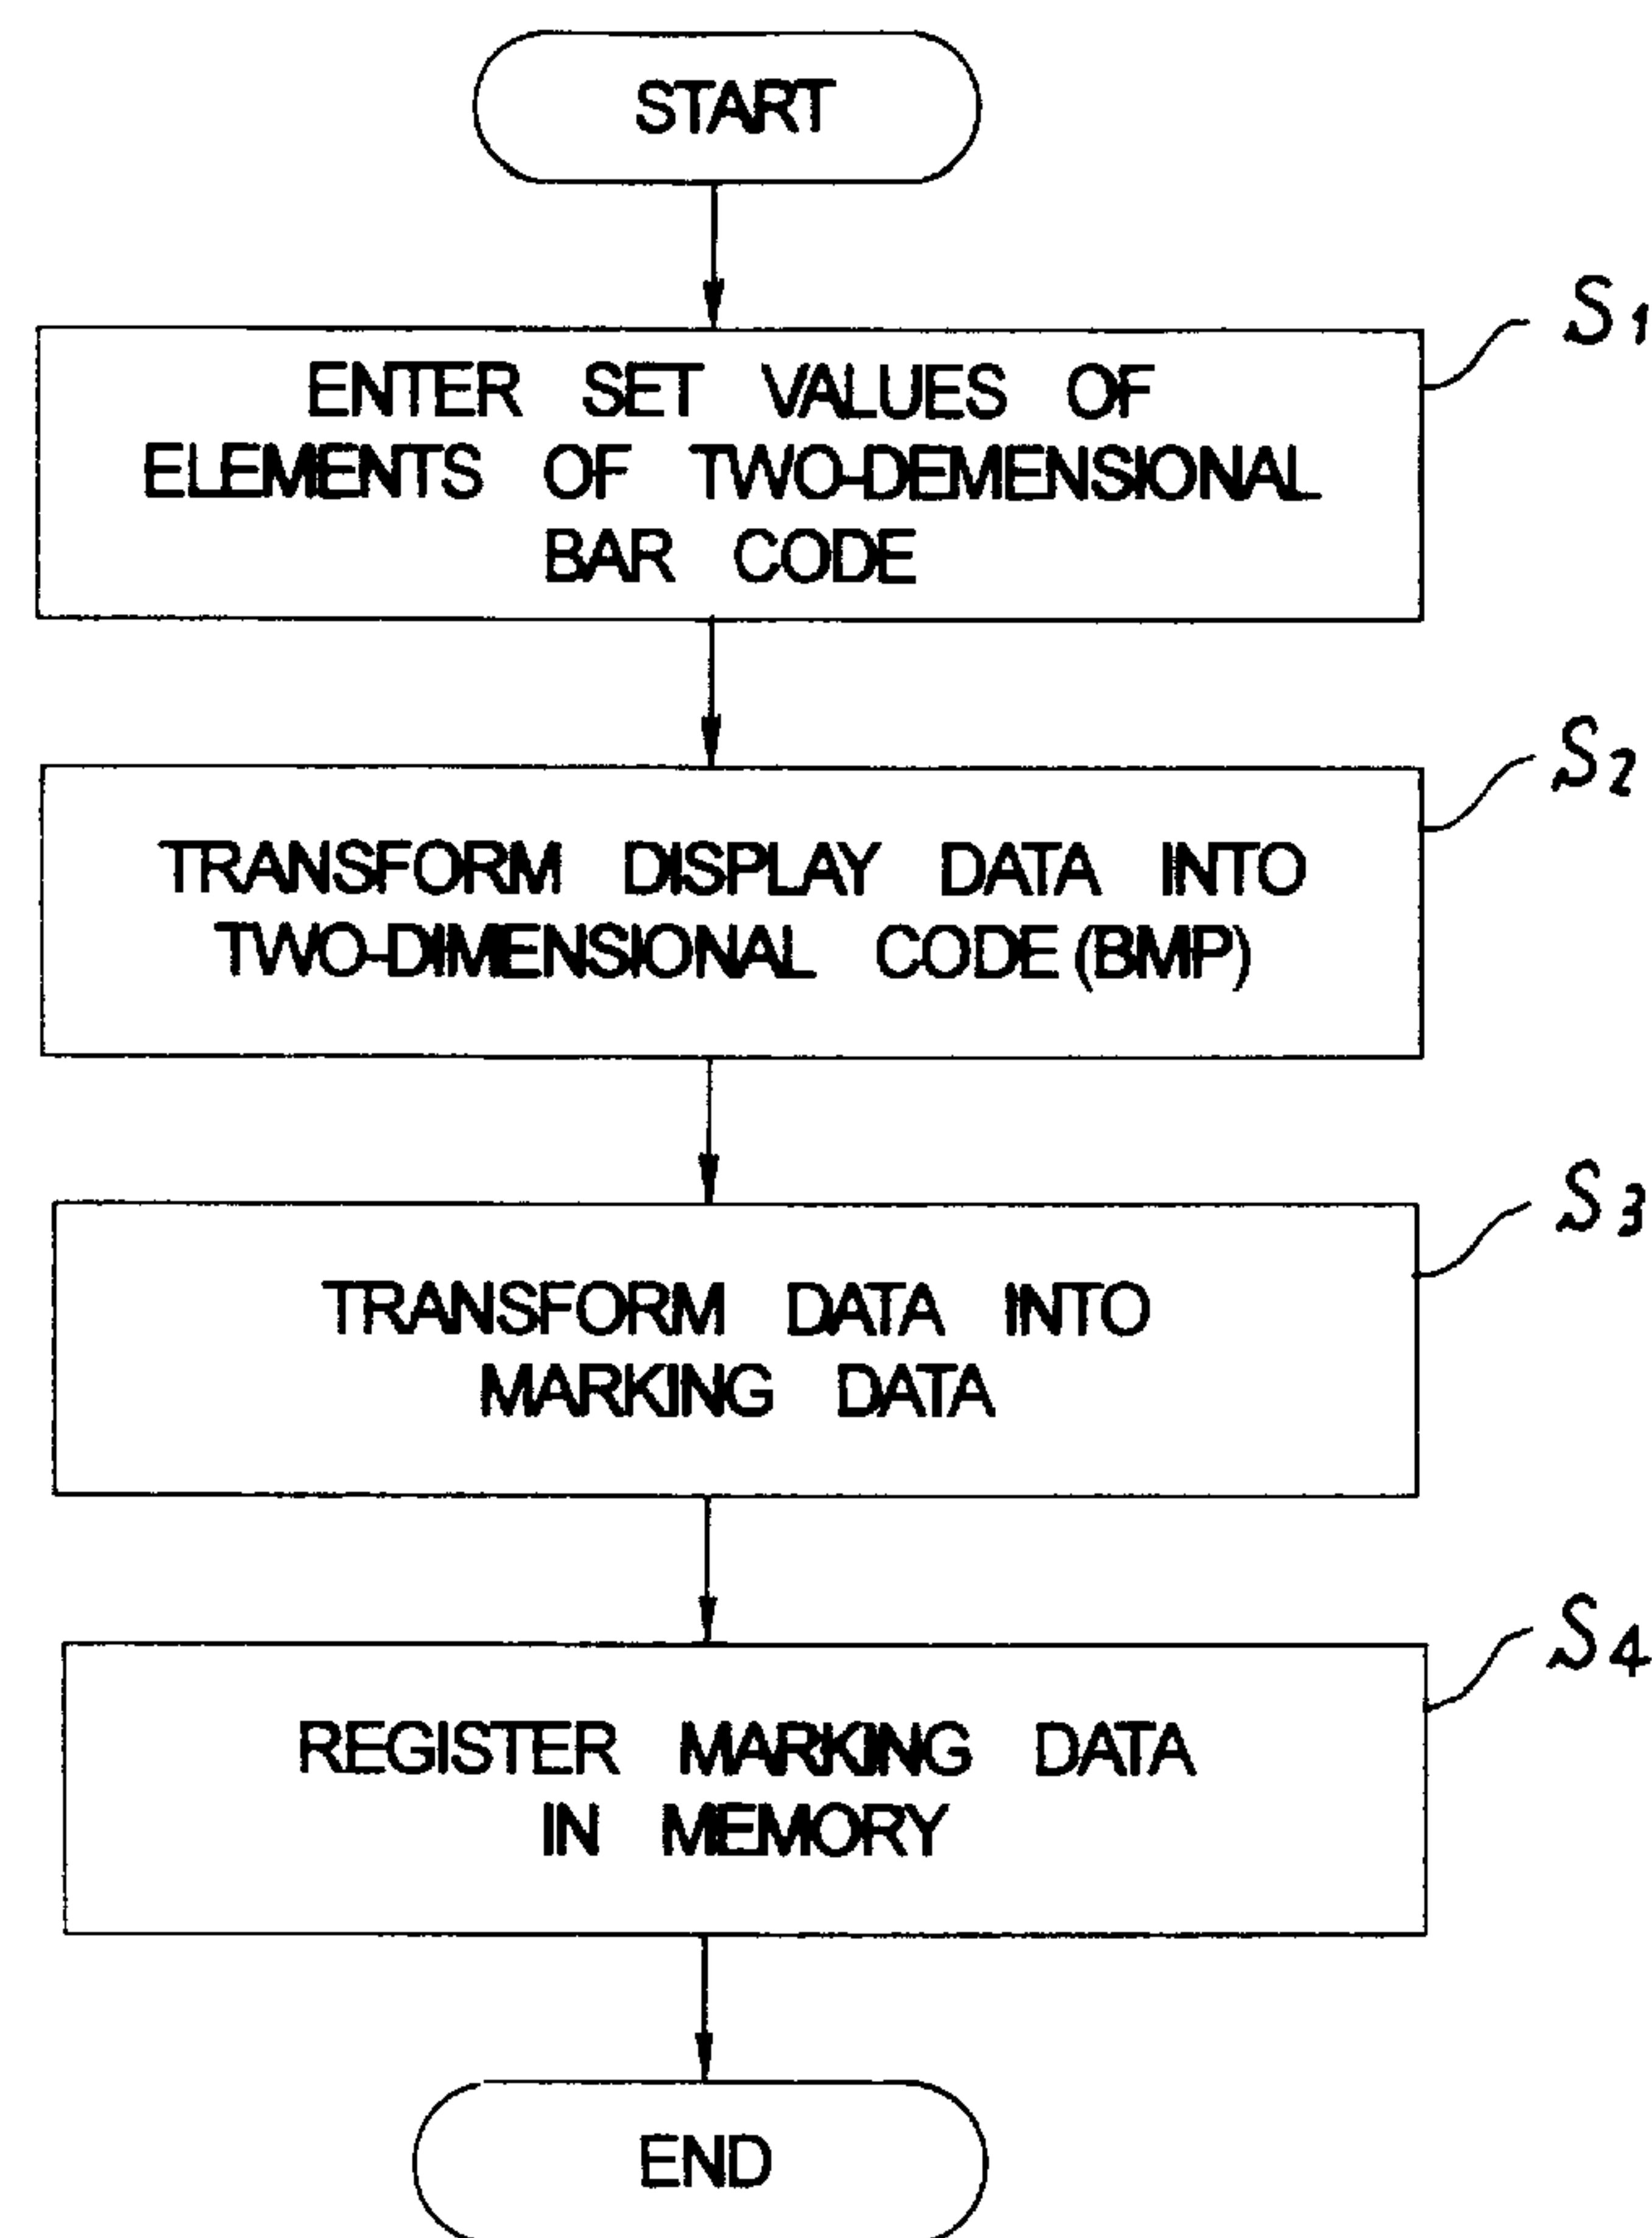 START
S1
ENTER SET VALUES OF
ELEMENTS OF TWO-DEMENSIONAL
BAR CODE
S2
TRANSFORM DISPLAY DATA INTO
TWO-DIMENSIONAL CODE (BMP)
S3
TRANSFORM DATA INTO
MARKING DATA
S4
REGISTER MARKING DATA
IN MEMORY
END